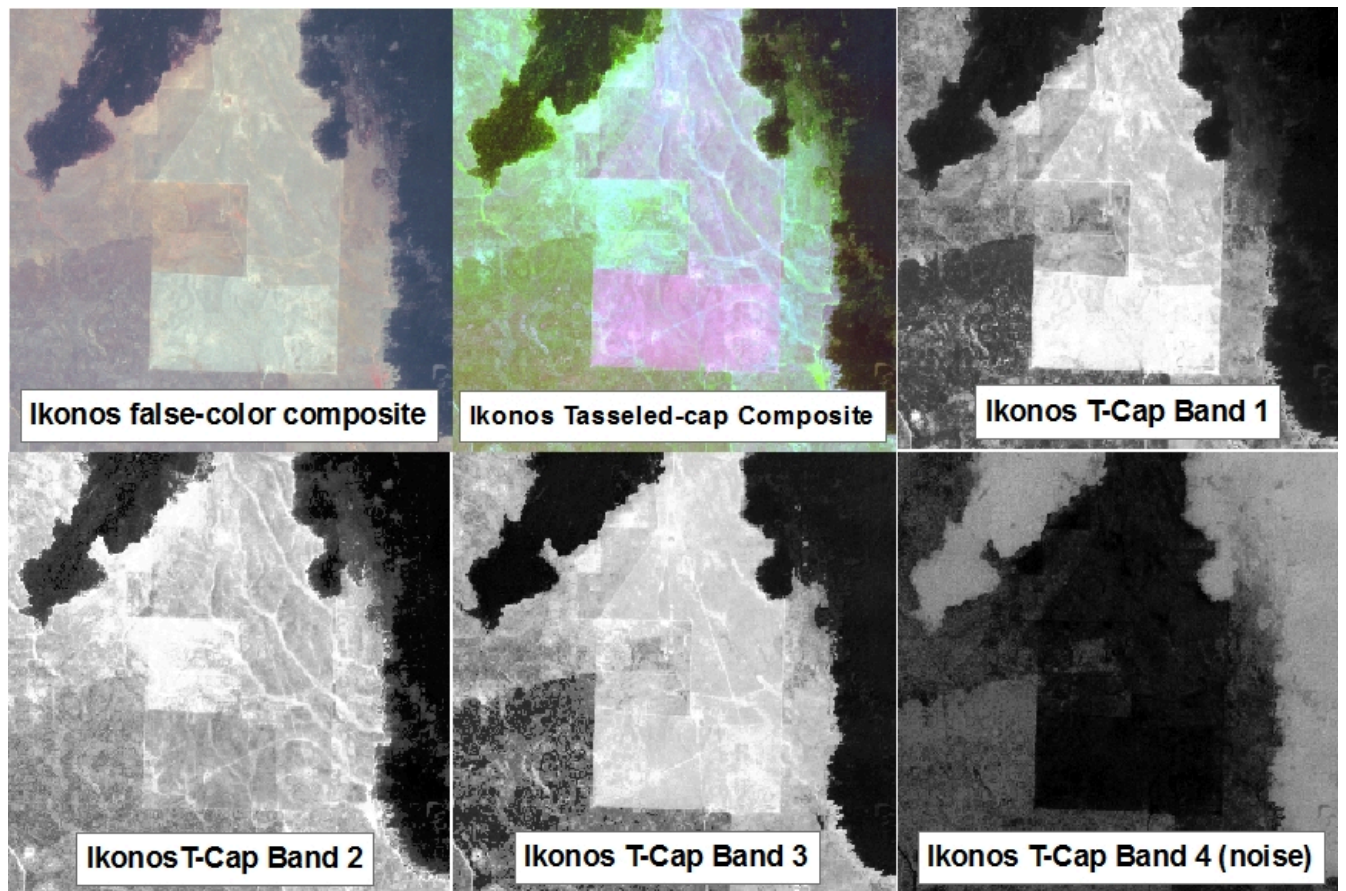 Ikonos false-color composite
Ikonos Tasseled-cap Composite
Ikonos T-Cap Band 1
IkonosT-Cap Band 2
Ikonos T-Cap Band 3
Ikonos T-Cap Band 4 (noise)